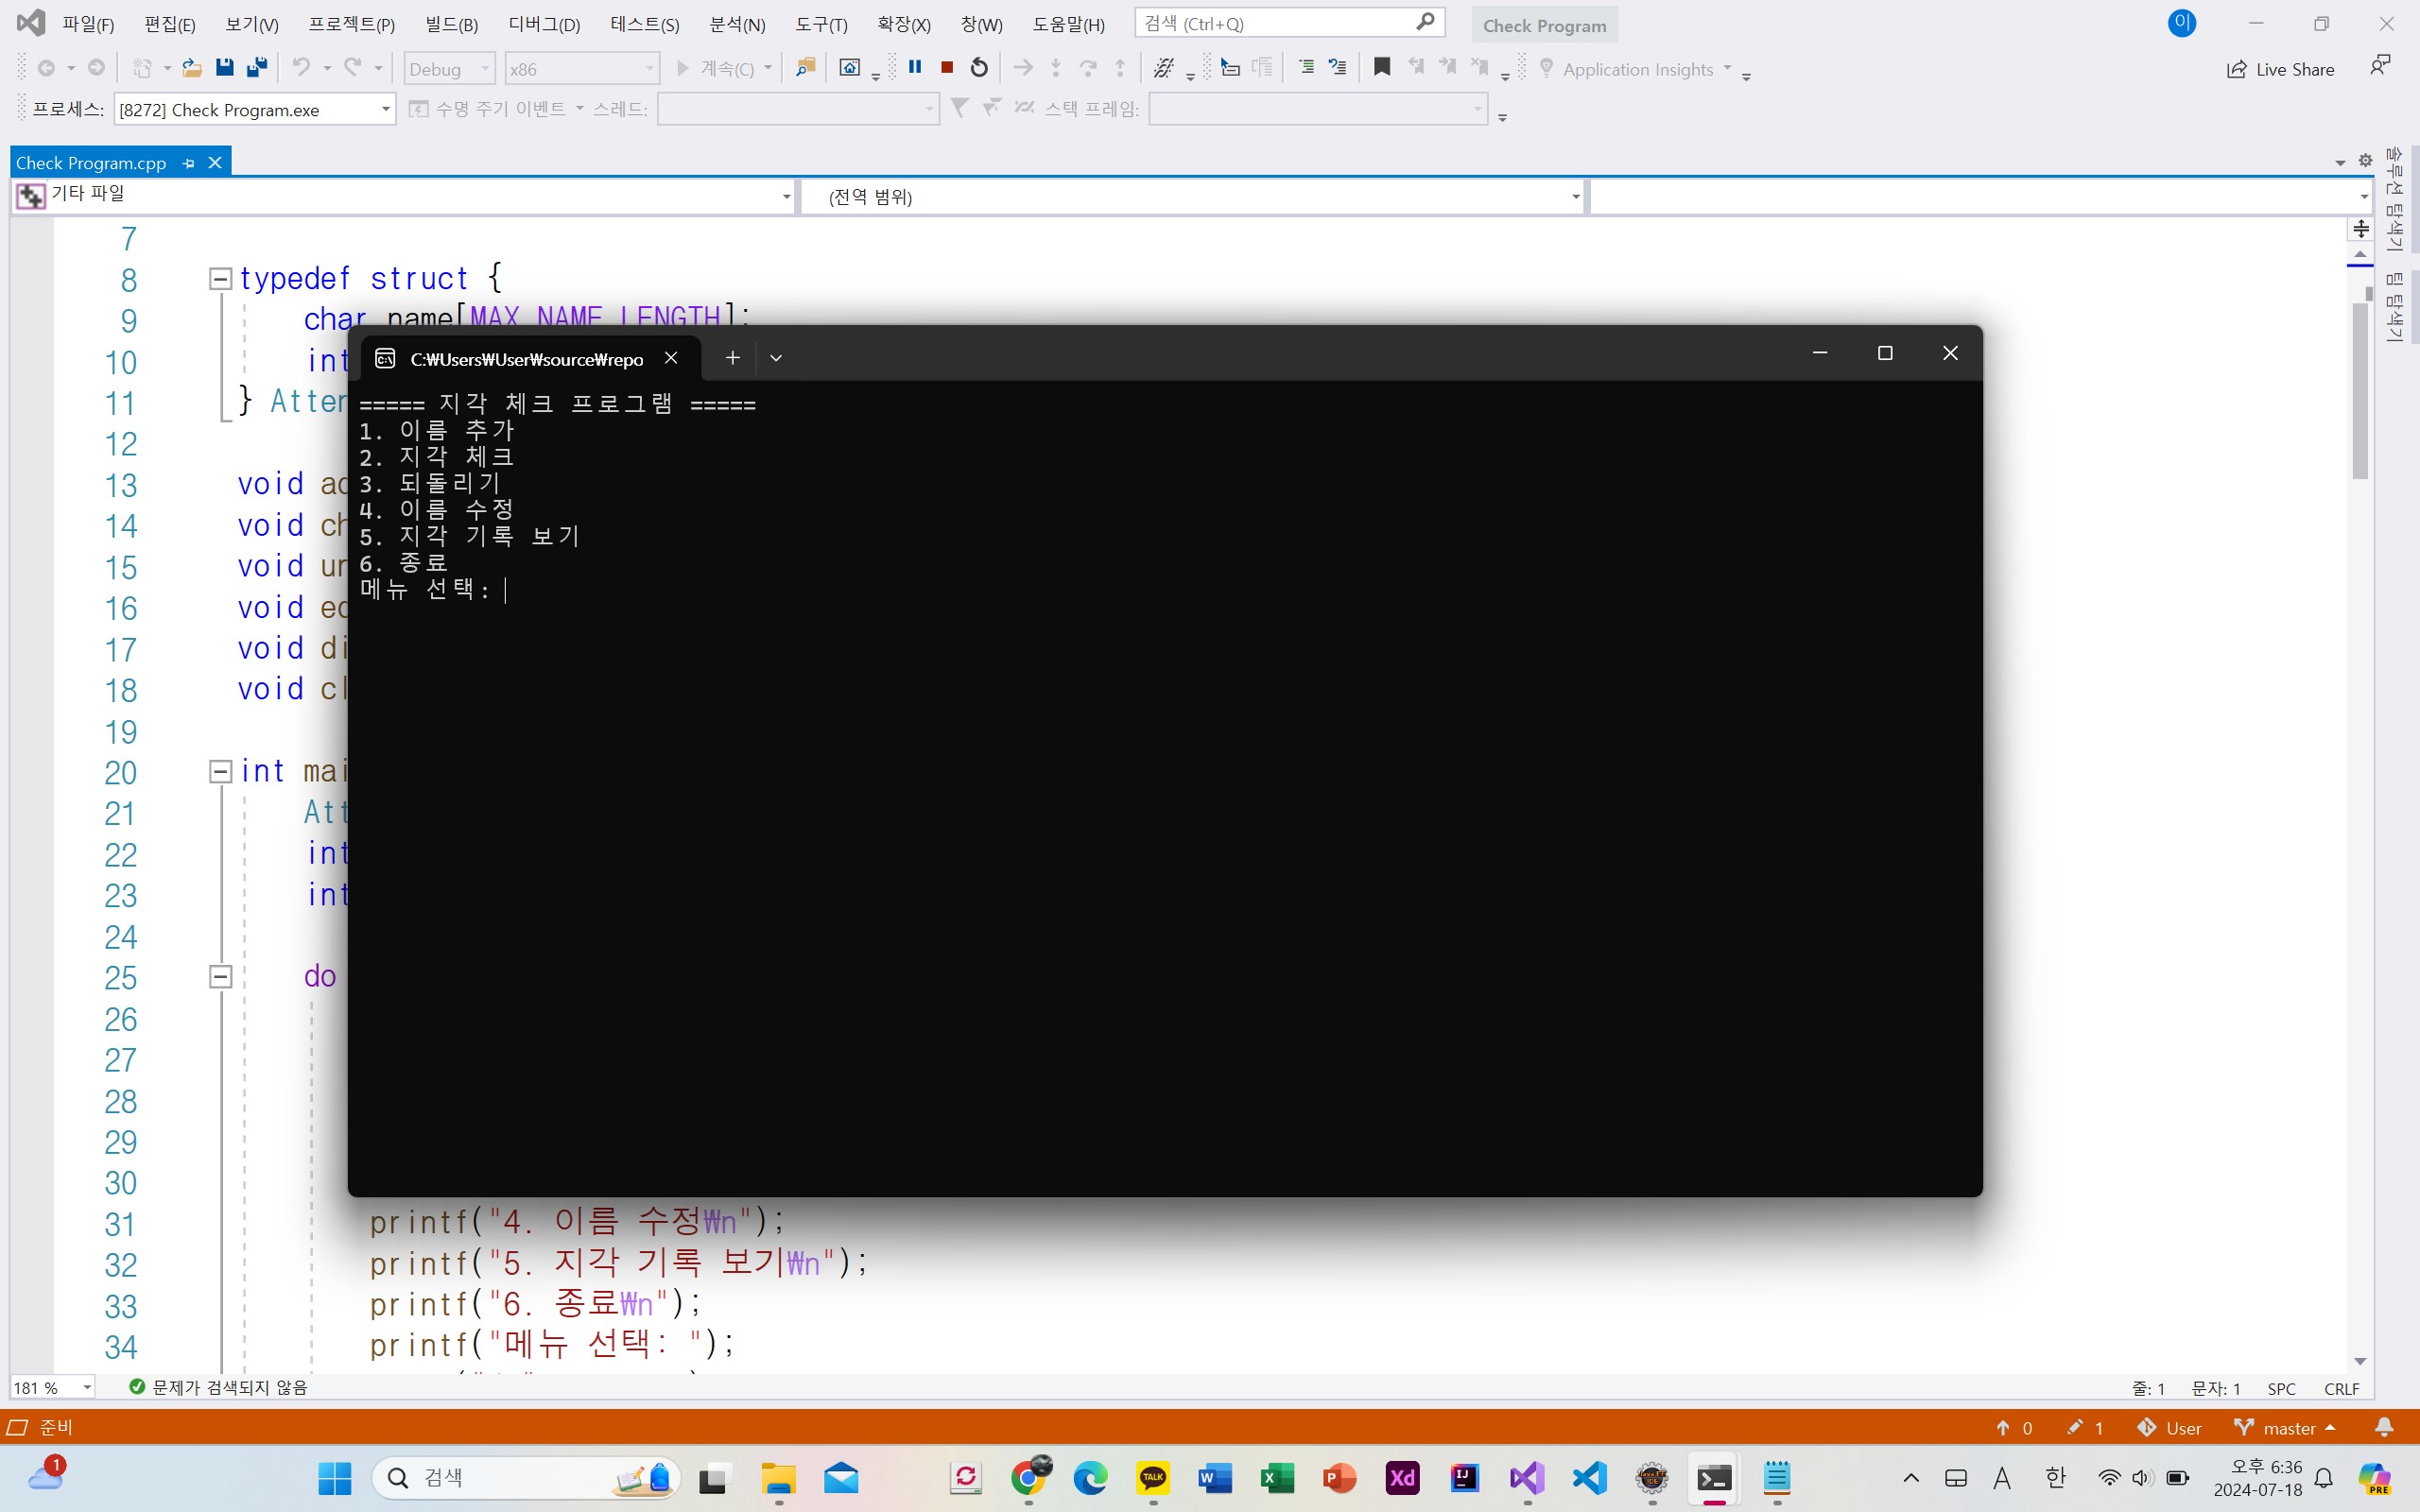 파일(F) 편집(E) 보기(V) 프로젝트(P) 빌드(B) 디버그(D) 테스트(S) 분석(N) 도구(T) 확장(X) 창(W) 도움말(H) 검색 (Ctrl+Q) Check Program 이
Debug x86 계속(C) Application Insights Live Share
프로세스: [8272] Check Program.exe 수명 주기 이벤트 스레드: 스택 프레임:
Check Program.cpp
기타 파일 (전역 범위)
솔루션 탐색기
팀 탐색기
7
8 typedef struct {
9 char name[MAX_NAME_LENGTH];
10 int
11 } Atter
12
13 void ad
14 void ch
15 void un
16 void ed
17 void di
18 void cl
19
20 int mai
21 Att
22 int
23 int
24
25 do
26
27
28
29
30
31 printf("4. 이름 수정₩n");
32 printf("5. 지각 기록 보기₩n");
33 printf("6. 종료₩n");
34 printf("메뉴 선택: ");
C:₩Users₩User₩source₩repo
===== 지각 체크 프로그램 =====
1. 이름 추가
2. 지각 체크
3. 되돌리기
4. 이름 수정
5. 지각 기록 보기
6. 종료
메뉴 선택:
181 % 문제가 검색되지 않음 줄: 1 문자: 1 SPC CRLF
준비 0 1 User master
1 검색 TALK Xd A 한 오후 6:36
2024-07-18 PRE